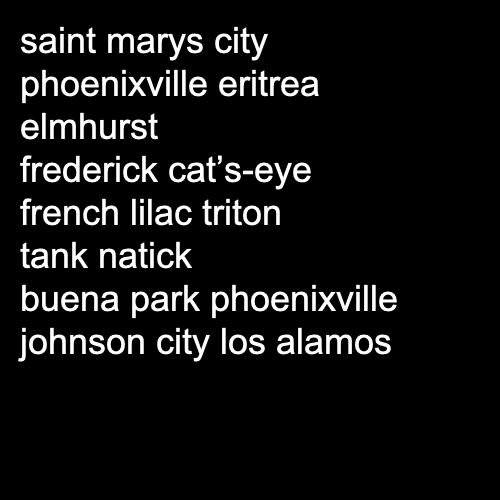 saint marys city
phoenixville eritrea
elmhurst
frederick cat’s-eye
french lilac triton
tank natick
buena park phoenixville
johnson city los alamos